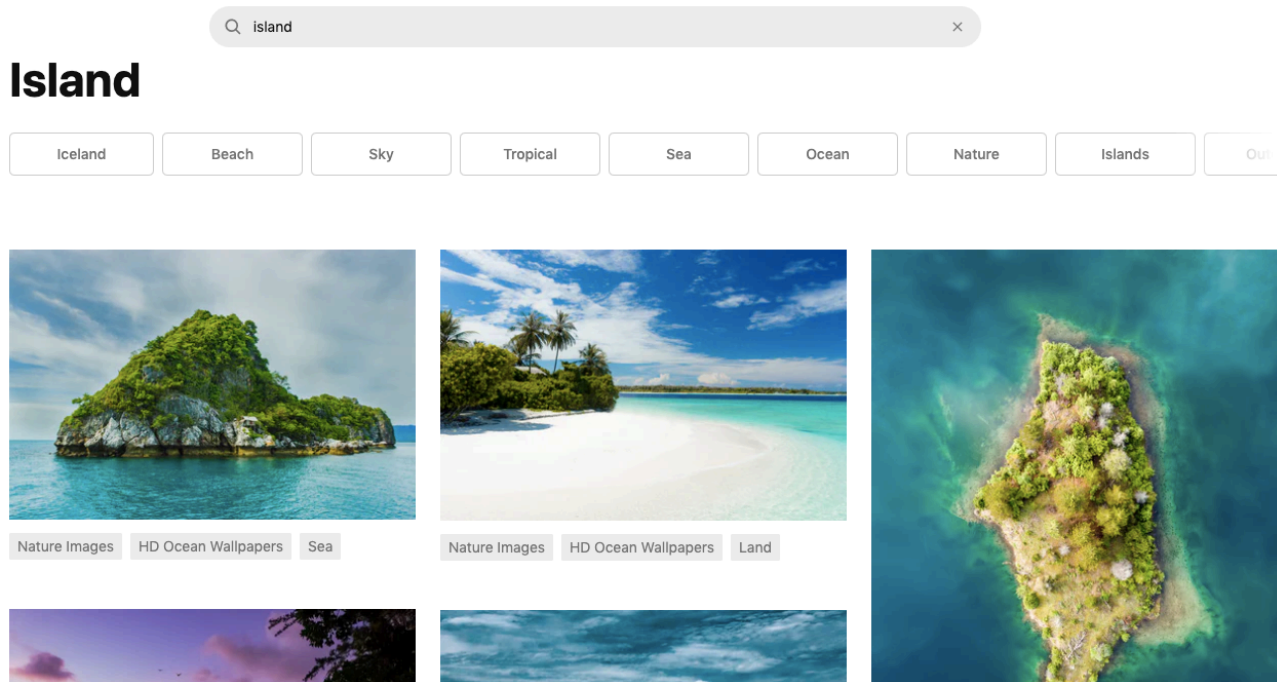 island
Island
Iceland
Beach
Sky
Tropical
Sea
Ocean
Nature
Islands
Nature Images HD Ocean Wallpapers Sea
Nature Images HD Ocean Wallpapers Land